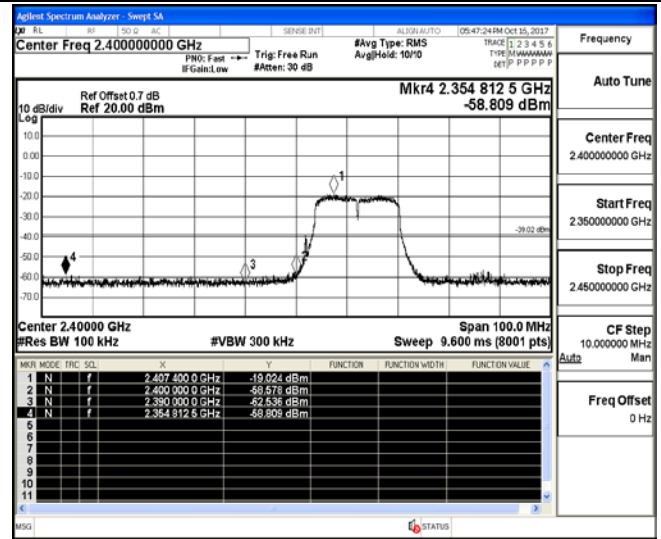 Agilent Spectrum Analyzer - Swept SA
RL RF 50 Ω AC SENSE:INT ALIGNAUTO 05:47:24 PM Oct 16, 2017
Center Freq 2.400000000 GHz #Avg Type: RMS TRACE 1 2 3 4 5 6 Frequency
PNO: Fast Trig: Free Run Avg|Hold: 10/10 TYPE MWWWWW
IFGain:Low #Atten: 30 dB DET P P P P P P
Auto Tune
Mkr4 2.354 812 5 GHz
Ref Offset 0.7 dB
10 dB/div Ref 20.00 dBm -58.809 dBm
Log
10.0
0.00
-10.0
-20.0
-30.0
-40.0
-50.0
-60.0
-70.0
1
2
3
4
-39.02 dBm
Center Freq
2.400000000 GHz
Start Freq
2.350000000 GHz
Stop Freq
2.450000000 GHz
Center 2.40000 GHz Span 100.0 MHz
#Res BW 100 kHz #VBW 300 kHz Sweep 9.600 ms (8001 pts)
CF Step
10.000000 MHz
Auto Man
MKR MODE TRC SCL X Y FUNCTION FUNCTION WIDTH FUNCTION VALUE
1 N f 2.407 400 0 GHz -19.024 dBm
2 N f 2.400 000 0 GHz -58.578 dBm
3 N f 2.390 000 0 GHz -62.536 dBm
4 N f 2.354 812 5 GHz -58.809 dBm
5
6
7
8
9
10
11
Freq Offset
0 Hz
MSG STATUS